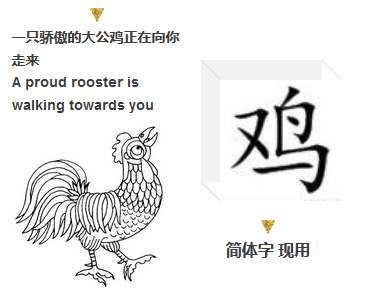 一只骄傲的大公鸡正在向你
走来
A proud rooster is
walking towards you
鸡
简体字 现用